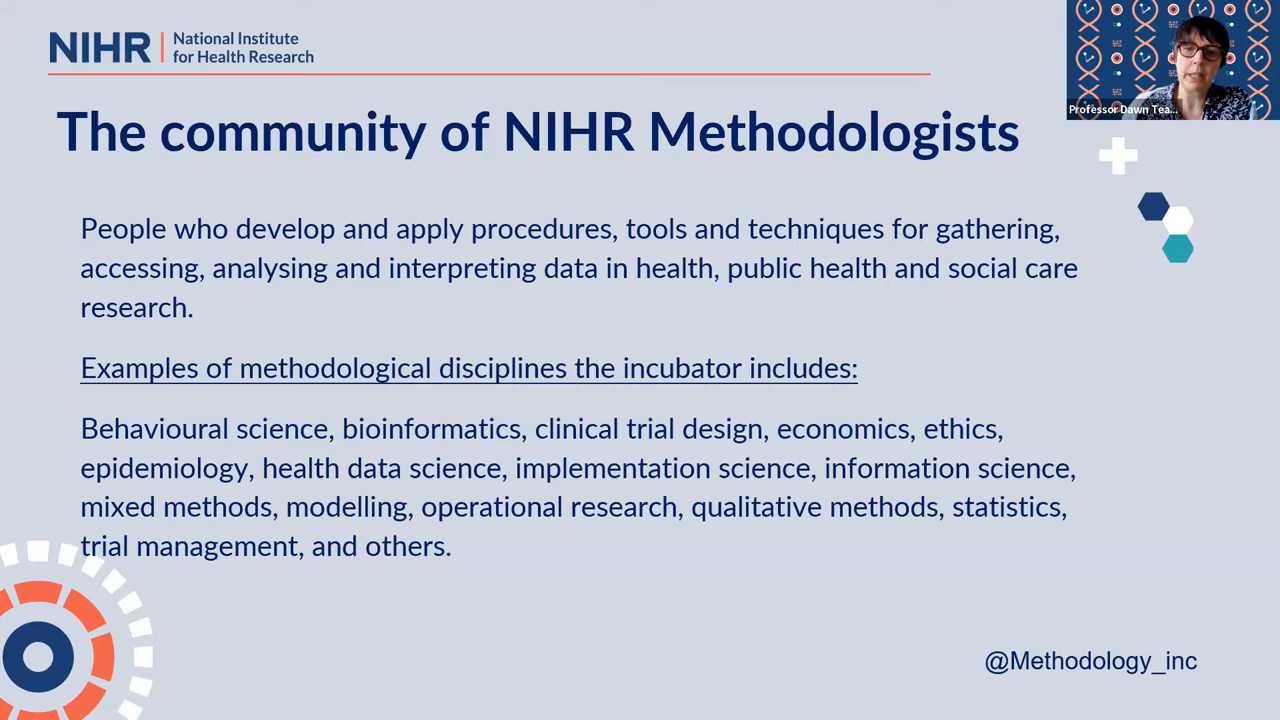 NIHR
National Institute
for Health Research
Professor Dawn Tea...
The community of NIHR Methodologists
People who develop and apply procedures, tools and techniques for gathering,
accessing, analysing and interpreting data in health, public health and social care
research.
Examples of methodological disciplines the incubator includes:
Behavioural science, bioinformatics, clinical trial design, economics, ethics,
epidemiology, health data science, implementation science, information science,
mixed methods, modelling, operational research, qualitative methods, statistics,
trial management, and others.
@Methodology_inc